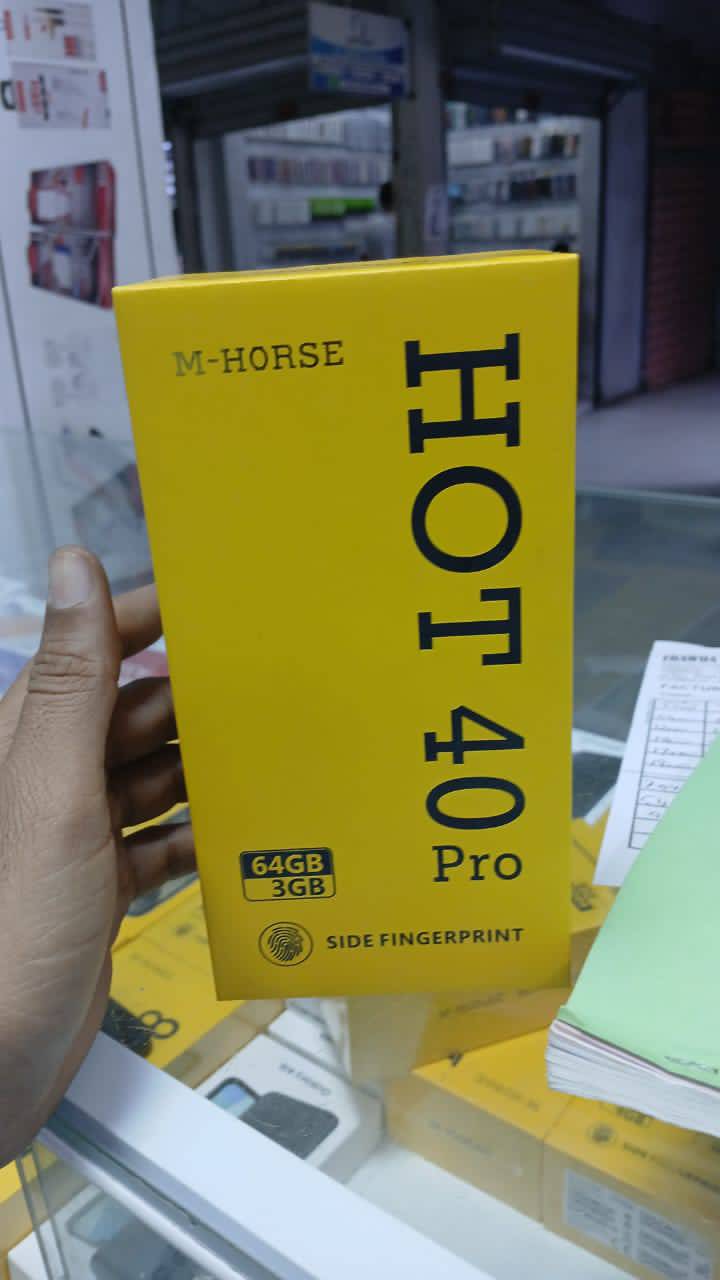 M-HORSE
HOT 40
Pro
64GB
3GB
SIDE FINGERPRINT